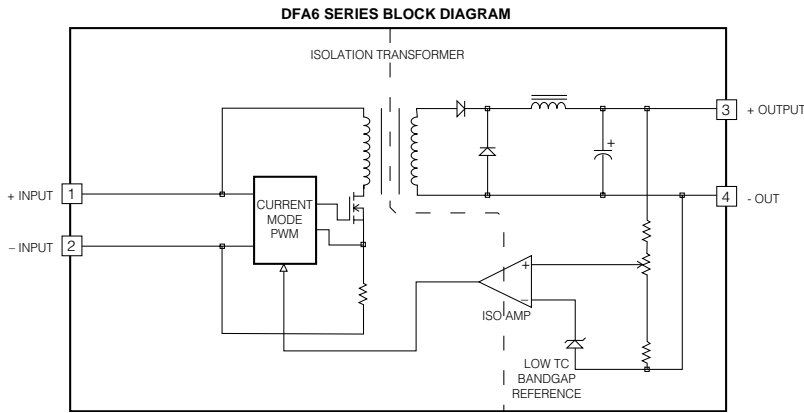 DFA6 SERIES BLOCK DIAGRAM
ISOLATION TRANSFORMER
3
+ OUTPUT
+
+ INPUT
1
CURRENT
MODE
PWM
4
- OUT
– INPUT
2
+
–
ISO AMP
LOW TC
BANDGAP
REFERENCE